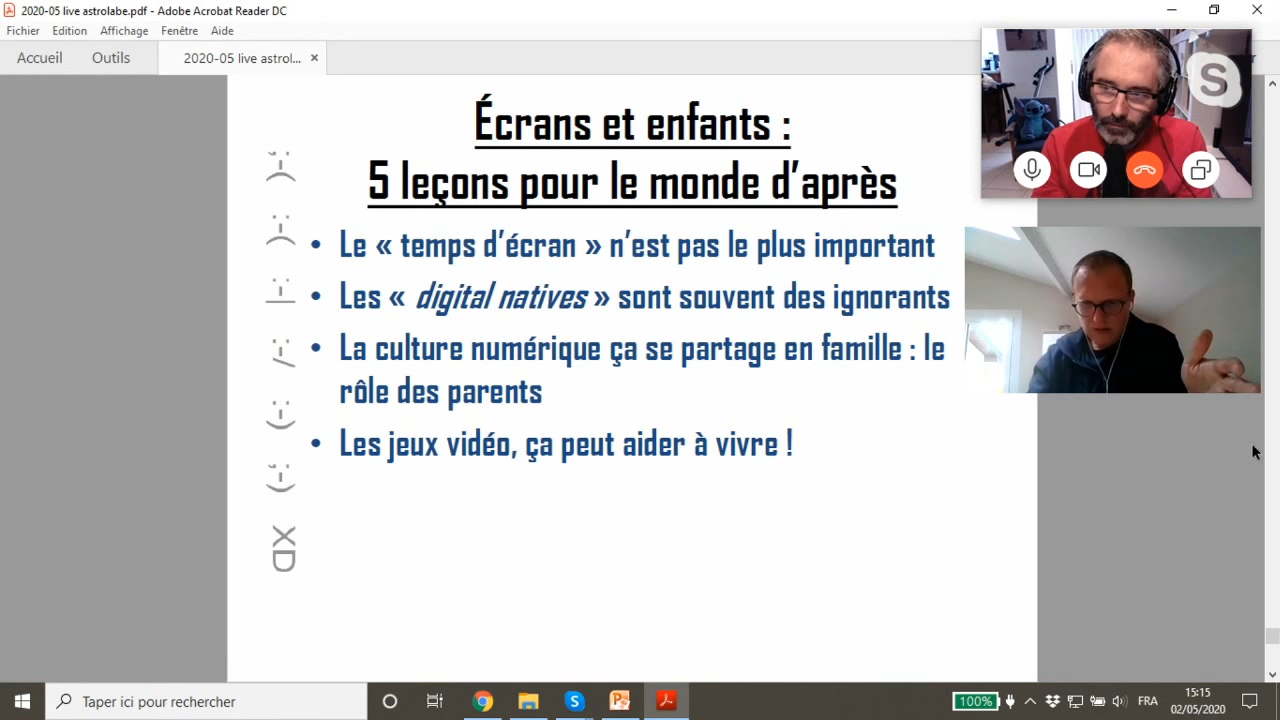 2020-05 live astrolabe.pdf - Adobe Acrobat Reader DC
Fichier Edition Affichage Fenêtre Aide
Accueil Outils 2020-05 live astrol... ×
Écrans et enfants :
5 leçons pour le monde d’après
• Le « temps d’écran » n’est pas le plus important
• Les « digital natives » sont souvent des ignorants
• La culture numérique ça se partage en famille : le
rôle des parents
• Les jeux vidéo, ça peut aider à vivre !
;-(
:-(
:-|
:-/
:-)
;-)
XD
S
Taper ici pour rechercher
100%
FRA
15:15
02/05/2020